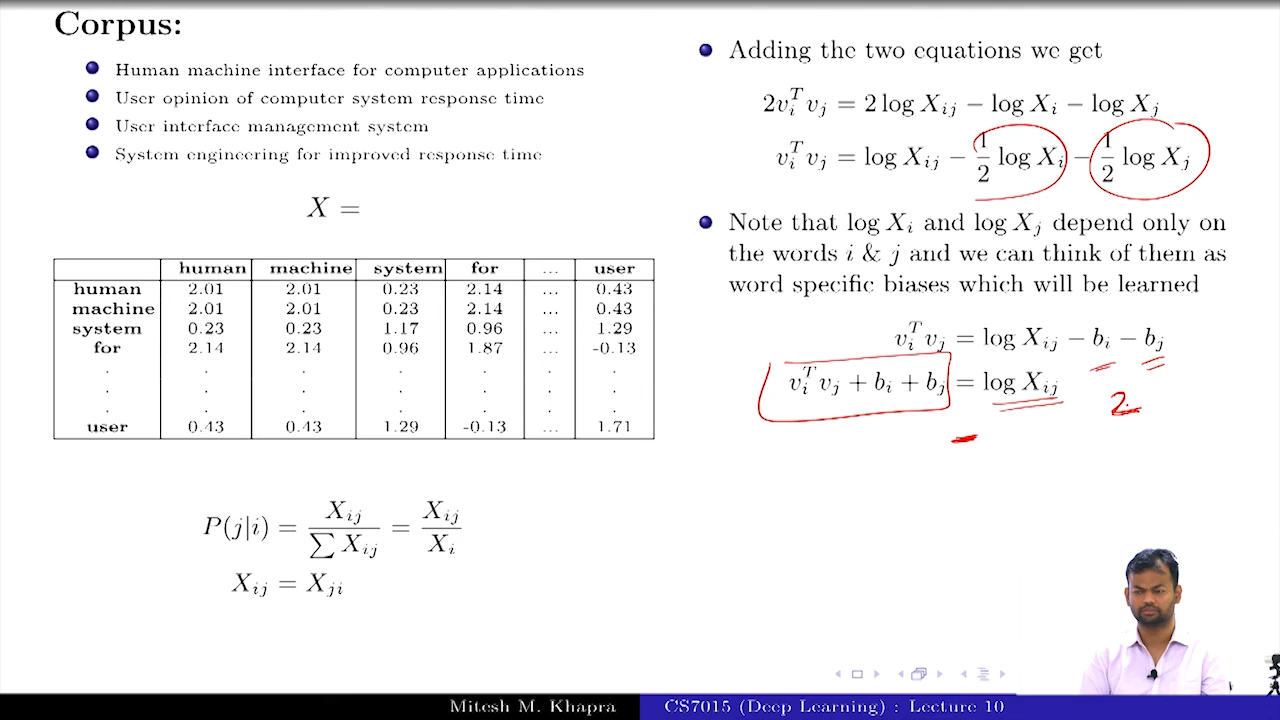 Corpus:
Human machine interface for computer applications
User opinion of computer system response time
User interface management system
System engineering for improved response time
X =
human machine system for ... user
human 2.01 2.01 0.23 2.14 ... 0.43
machine 2.01 2.01 0.23 2.14 ... 0.43
system 0.23 0.23 1.17 0.96 ... 1.29
for 2.14 2.14 0.96 1.87 ... -0.13
. . . . . .
. . . . . .
. . . . . .
user 0.43 0.43 1.29 -0.13 ... 1.71
P(j|i) = X_ij / ∑ X_ij = X_ij / X_i
X_ij = X_ji
Adding the two equations we get
2v_i^T v_j = 2 log X_ij − log X_i − log X_j
v_i^T v_j = log X_ij − 1/2 log X_i − 1/2 log X_j
Note that log X_i and log X_j depend only on
the words i & j and we can think of them as
word specific biases which will be learned
v_i^T v_j = log X_ij − b_i − b_j
v_i^T v_j + b_i + b_j = log X_ij
2
Mitesh M. Khapra CS7015 (Deep Learning) : Lecture 10